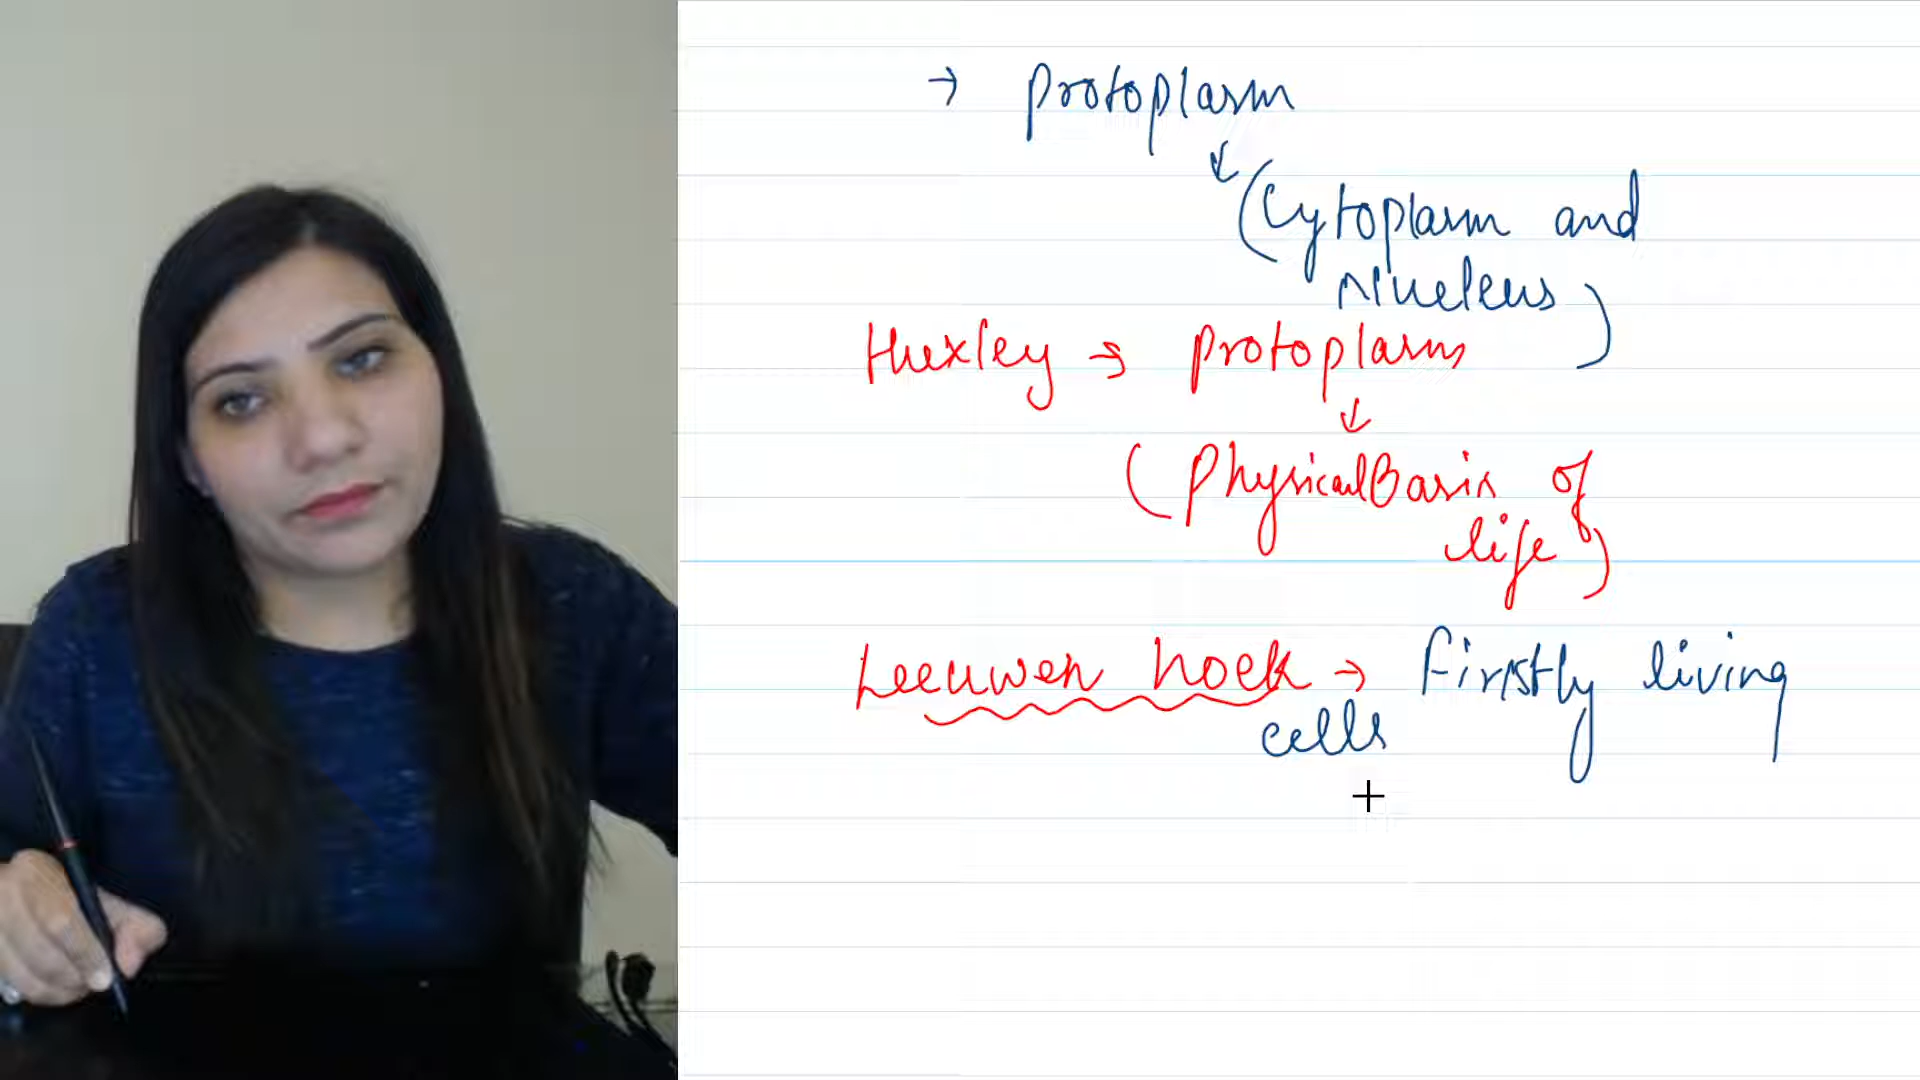 → Protoplasm
↓
(Cytoplasm and
Nucleus)
Huxley → Protoplasm
↓
(Physical Basis of
life)
Leeuwen hoek → Firstly living
cells